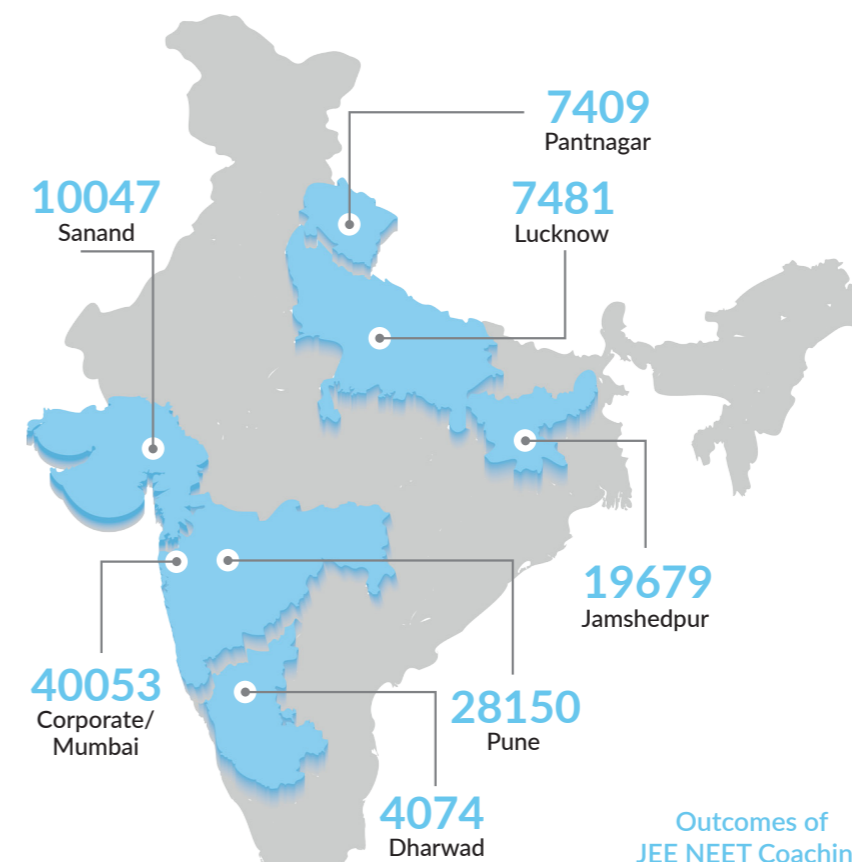 7409
Pantnagar
10047
Sanand
7481
Lucknow
19679
Jamshedpur
40053
Corporate/
Mumbai
28150
Pune
4074
Dharwad
Outcomes of
JEE NEET Coachin